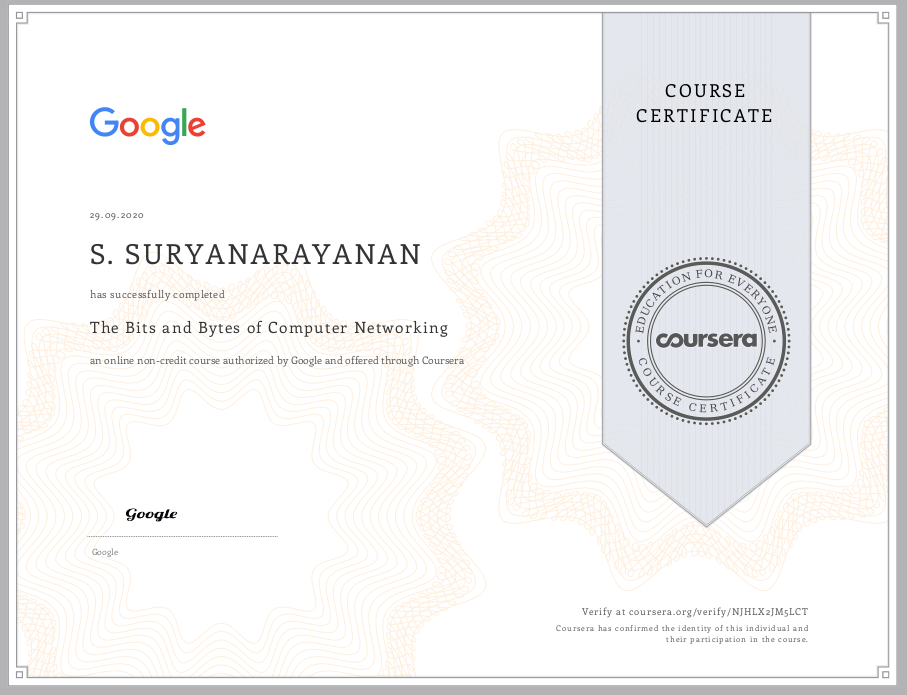 Google
COURSE
CERTIFICATE
29.09.2020
S. SURYANARAYANAN
has successfully completed
The Bits and Bytes of Computer Networking
an online non-credit course authorized by Google and offered through Coursera
EDUCATION FOR EVERYONE
coursera
COURSE CERTIFICATE
Google
Google
Verify at coursera.org/verify/NJHLX2JM5LCT
Coursera has confirmed the identity of this individual and
their participation in the course.